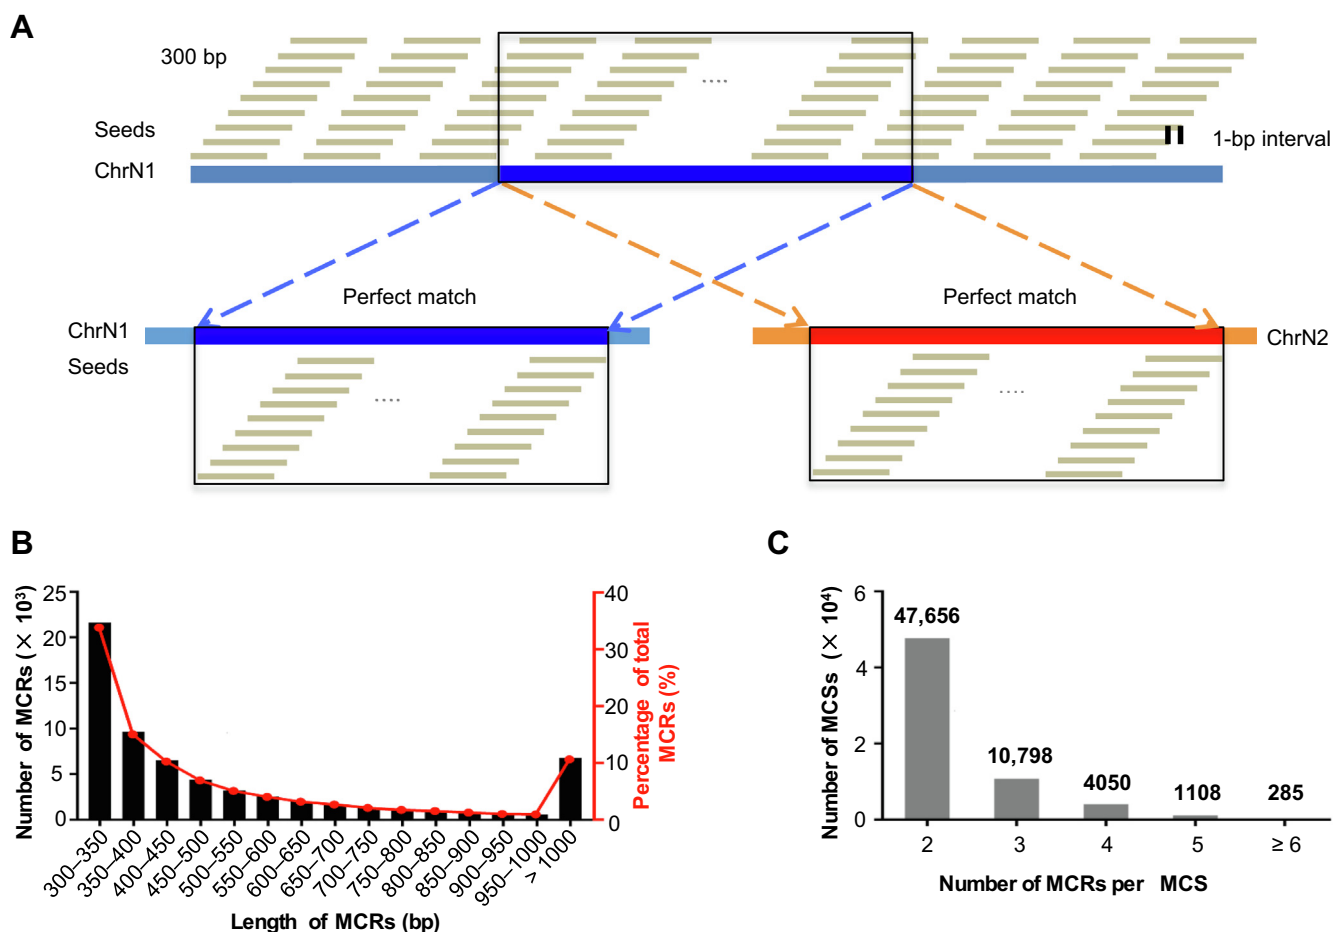 A
300 bp
Seeds
1-bp interval
ChrN1
....
Perfect match
Perfect match
ChrN1
ChrN2
Seeds
....
....
B
Number of MCRs (× 10³)
25
20
15
10
5
0
40
30
20
10
0
Percentage of total
MCRs (%)
300–350
350–400
400–450
450–500
500–550
550–600
600–650
650–700
700–750
750–800
800–850
850–900
900–950
950–1000
> 1000
Length of MCRs (bp)
C
Number of MCSs (× 10⁴)
6
4
2
0
47,656
10,798
4050
1108
285
2
3
4
5
≥ 6
Number of MCRs per MCS